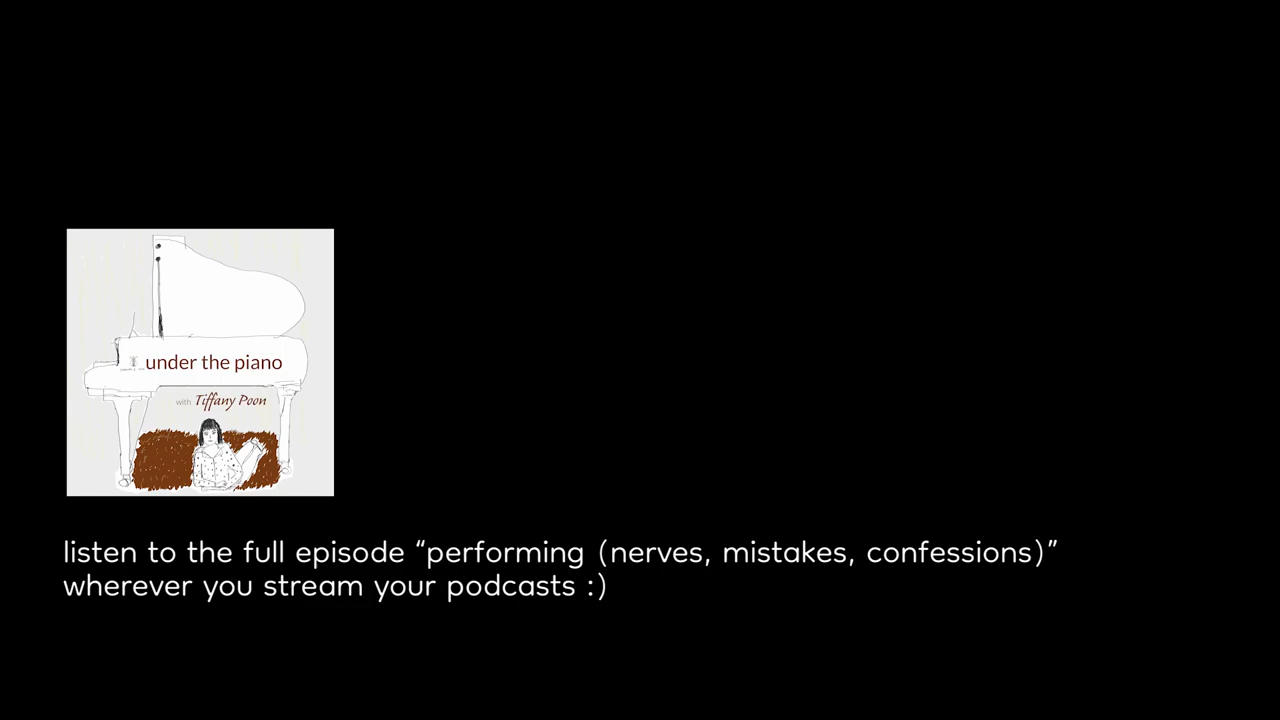 under the piano
with Tiffany Poon
listen to the full episode “performing (nerves, mistakes, confessions)”
wherever you stream your podcasts :)